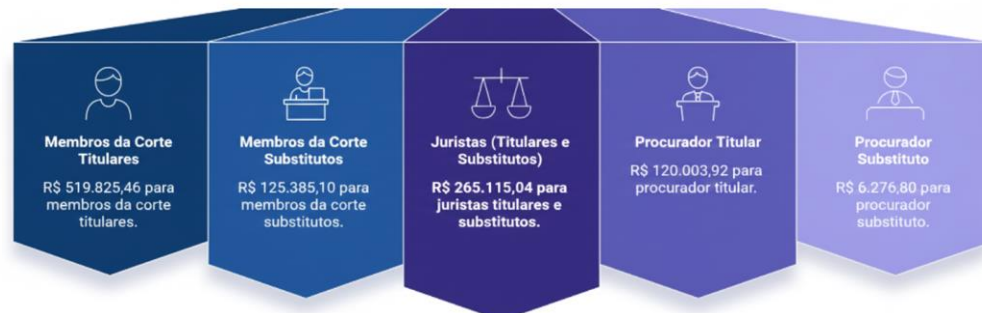 Membros da Corte
Titulares
R$ 519.825,46 para
membros da corte
titulares.
Membros da Corte
Substitutos
R$ 125.385,10 para
membros da corte
substitutos.
Juristas (Titulares e
Substitutos)
R$ 265.115,04 para
juristas titulares e
substitutos.
Procurador Titular
R$ 120.003,92 para
procurador titular.
Procurador
Substituto
R$ 6.276,80 para
procurador
substituto.